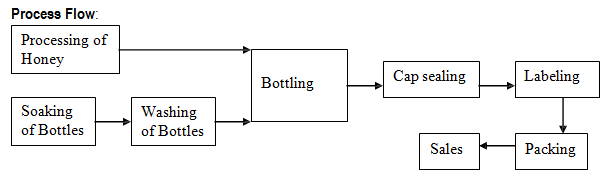 Process Flow:
Processing of
Honey
Bottling
Cap sealing
Labeling
Soaking
of Bottles
Washing
of Bottles
Sales
Packing